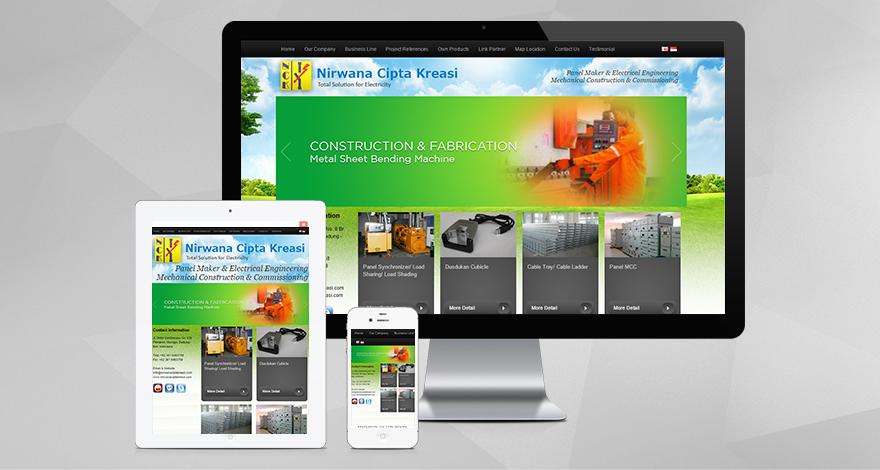 Home Our Company Business Line Project References Own Products Link Partner Map Location Contact Us Testimonial
NCK
Nirwana Cipta Kreasi
Total Solution for Electricity
Panel Maker & Electrical Engineering
Mechanical Construction & Commissioning
CONSTRUCTION & FABRICATION
Metal Sheet Bending Machine
Panel Synchronizer/ Load
Sharing/ Load Shading
More Detail
Dusdukan Cubicle
More Detail
Cable Tray/ Cable Ladder
More Detail
Panel MCC
More Detail
Nirwana Cipta Kreasi
Total Solution for Electricity
Panel Maker & Electrical Engineering
Mechanical Construction & Commissioning
CONSTRUCTION & FABRICATION
Metal Sheet Bending Machine
Contact Information
Panel Synchronizer/ Load
Sharing/ Load Shading
More Detail
Dusdukan Cubicle
More Detail
Home Our Company Business Line